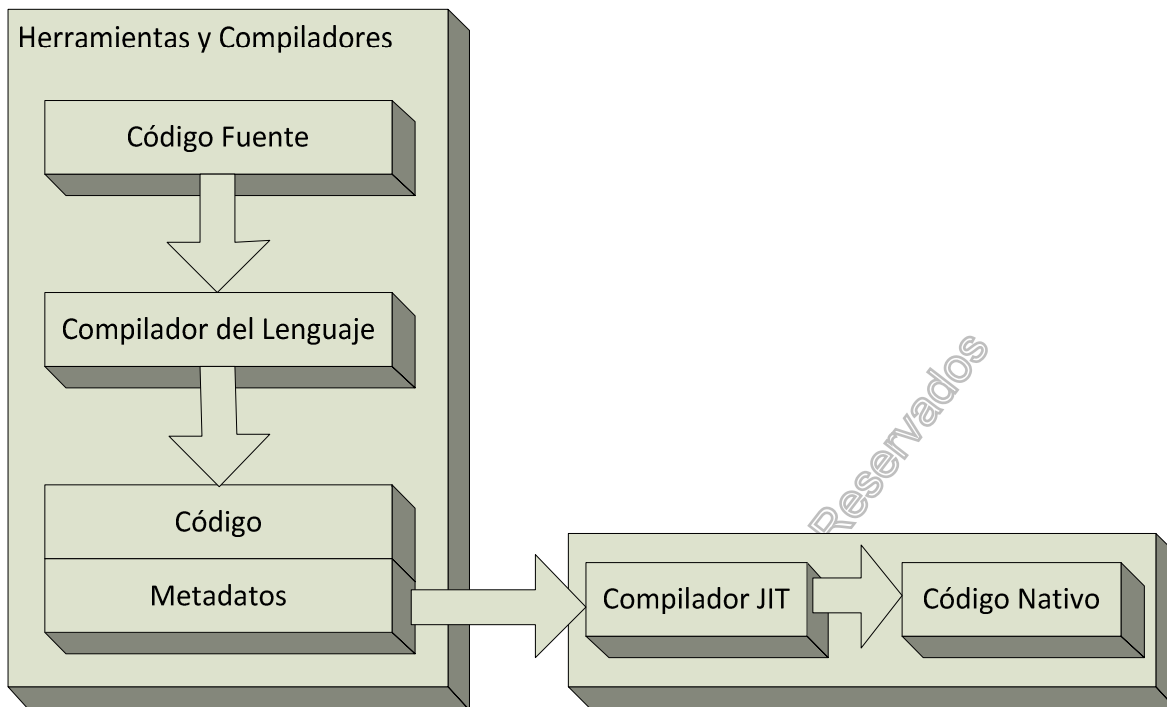 Herramientas y Compiladores
Código Fuente
Compilador del Lenguaje
Código
Metadatos
Compilador JIT
Código Nativo
Reservados